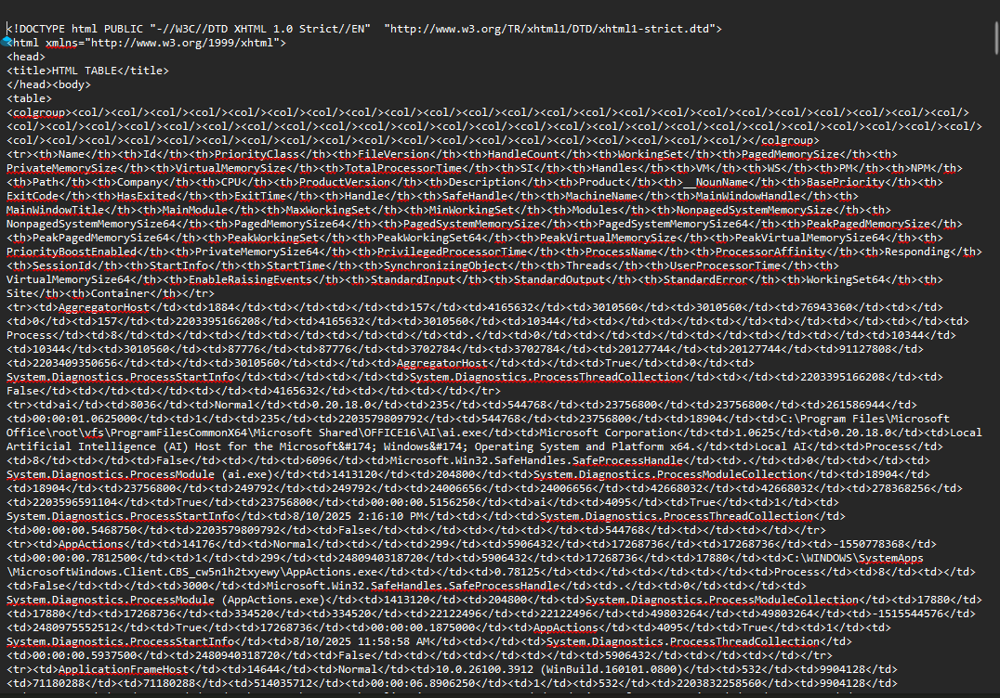 <!DOCTYPE html PUBLIC "-//W3C//DTD XHTML 1.0 Strict//EN"  "http://www.w3.org/TR/xhtml1/DTD/xhtml1-strict.dtd">
<html xmlns="http://www.w3.org/1999/xhtml">
<head>
<title>HTML TABLE</title>
</head><body>
<table>
<colgroup><col/><col/><col/><col/><col/><col/><col/><col/><col/><col/><col/><col/><col/><col/><col/><col/><col/><col/><col/><col/><col/><col/><col/>
<col/><col/><col/><col/><col/><col/><col/><col/><col/><col/><col/><col/><col/><col/><col/><col/><col/><col/><col/><col/><col/><col/><col/><col/><col/>
<col/><col/><col/><col/><col/><col/><col/><col/><col/><col/><col/><col/><col/><col/><col/><col/><col/><col/><col/></colgroup>
<tr><th>Name</th><th>Id</th><th>PriorityClass</th><th>FileVersion</th><th>HandleCount</th><th>WorkingSet</th><th>PagedMemorySize</th><th>
PrivateMemorySize</th><th>VirtualMemorySize</th><th>TotalProcessorTime</th><th>SI</th><th>Handles</th><th>VM</th><th>WS</th><th>PM</th><th>NPM</th>
<th>Path</th><th>Company</th><th>CPU</th><th>ProductVersion</th><th>Description</th><th>Product</th><th>__NounName</th><th>BasePriority</th><th>
ExitCode</th><th>HasExited</th><th>ExitTime</th><th>Handle</th><th>SafeHandle</th><th>MachineName</th><th>MainWindowHandle</th><th>
MainWindowTitle</th><th>MainModule</th><th>MaxWorkingSet</th><th>MinWorkingSet</th><th>Modules</th><th>NonpagedSystemMemorySize</th><th>
NonpagedSystemMemorySize64</th><th>PagedMemorySize64</th><th>PagedSystemMemorySize</th><th>PagedSystemMemorySize64</th><th>PeakPagedMemorySize</th>
<th>PeakPagedMemorySize64</th><th>PeakWorkingSet</th><th>PeakWorkingSet64</th><th>PeakVirtualMemorySize</th><th>PeakVirtualMemorySize64</th><th>
PriorityBoostEnabled</th><th>PrivateMemorySize64</th><th>PrivilegedProcessorTime</th><th>ProcessName</th><th>ProcessorAffinity</th><th>Responding</th>
<th>SessionId</th><th>StartInfo</th><th>StartTime</th><th>SynchronizingObject</th><th>Threads</th><th>UserProcessorTime</th><th>
VirtualMemorySize64</th><th>EnableRaisingEvents</th><th>StandardInput</th><th>StandardOutput</th><th>StandardError</th><th>WorkingSet64</th><th>
Site</th><th>Container</th></tr>
<tr><td>AggregatorHost</td><td>1884</td><td></td><td></td><td>157</td><td>4165632</td><td>3010560</td><td>3010560</td><td>76943360</td><td></td>
<td>0</td><td>157</td><td>2203395166208</td><td>4165632</td><td>3010560</td><td>10344</td><td></td><td></td><td></td><td></td><td></td><td></td><td>
Process</td><td>8</td><td></td><td></td><td></td><td></td><td></td><td>.</td><td>0</td><td></td><td></td><td></td><td></td><td></td><td>10344</td>
<td>10344</td><td>3010560</td><td>87776</td><td>87776</td><td>3702784</td><td>3702784</td><td>20127744</td><td>20127744</td><td>91127808</td>
<td>2203409350656</td><td></td><td>3010560</td><td></td><td>AggregatorHost</td><td></td><td>True</td><td>0</td><td>
System.Diagnostics.ProcessStartInfo</td><td></td><td></td><td>System.Diagnostics.ProcessThreadCollection</td><td></td><td>2203395166208</td><td>
False</td><td></td><td></td><td></td><td>4165632</td><td></td><td></td></tr>
<tr><td>ai</td><td>8036</td><td>Normal</td><td>0.20.18.0</td><td>235</td><td>544768</td><td>23756800</td><td>23756800</td><td>261586944</td>
<td>00:00:01.0625000</td><td>1</td><td>235</td><td>2203579809792</td><td>544768</td><td>23756800</td><td>18904</td><td>C:\Program Files\Microsoft
Office\root\vfs\ProgramFilesCommonX64\Microsoft Shared\OFFICE16\AI\ai.exe</td><td>Microsoft Corporation</td><td>1.0625</td><td>0.20.18.0</td><td>Local
Artificial Intelligence (AI) Host for the Microsoft&#174; Windows&#174; Operating System and Platform x64.</td><td>Local AI</td><td>Process</td>
<td>8</td><td></td><td>False</td><td></td><td>6096</td><td>Microsoft.Win32.SafeHandles.SafeProcessHandle</td><td>.</td><td>0</td><td></td><td>
System.Diagnostics.ProcessModule (ai.exe)</td><td>1413120</td><td>204800</td><td>System.Diagnostics.ProcessModuleCollection</td><td>18904</td>
<td>18904</td><td>23756800</td><td>249792</td><td>249792</td><td>24006656</td><td>24006656</td><td>42668032</td><td>42668032</td><td>278368256</td>
<td>2203596591104</td><td>True</td><td>23756800</td><td>00:00:00.5156250</td><td>ai</td><td>4095</td><td>True</td><td>1</td><td>
System.Diagnostics.ProcessStartInfo</td><td>8/10/2025 2:16:10 PM</td><td></td><td>System.Diagnostics.ProcessThreadCollection</td>
<td>00:00:00.5468750</td><td>2203579809792</td><td>False</td><td></td><td></td><td></td><td>544768</td><td></td><td></td></tr>
<tr><td>AppActions</td><td>14176</td><td>Normal</td><td></td><td>299</td><td>5906432</td><td>17268736</td><td>17268736</td><td>-1550778368</td>
<td>00:00:00.7812500</td><td>1</td><td>299</td><td>2480940318720</td><td>5906432</td><td>17268736</td><td>17880</td><td>C:\WINDOWS\SystemApps
\MicrosoftWindows.Client.CBS_cw5n1h2txyewy\AppActions.exe</td><td></td><td>0.78125</td><td></td><td></td><td></td><td>Process</td><td>8</td><td></td>
<td>False</td><td></td><td>3000</td><td>Microsoft.Win32.SafeHandles.SafeProcessHandle</td><td>.</td><td>0</td><td></td><td>
System.Diagnostics.ProcessModule (AppActions.exe)</td><td>1413120</td><td>204800</td><td>System.Diagnostics.ProcessModuleCollection</td><td>17880</td>
<td>17880</td><td>17268736</td><td>334520</td><td>334520</td><td>22122496</td><td>22122496</td><td>49803264</td><td>49803264</td><td>-1515544576</td>
<td>2480975552512</td><td>True</td><td>17268736</td><td>00:00:00.1875000</td><td>AppActions</td><td>4095</td><td>True</td><td>1</td><td>
System.Diagnostics.ProcessStartInfo</td><td>8/10/2025 11:58:58 AM</td><td></td><td>System.Diagnostics.ProcessThreadCollection</td>
<td>00:00:00.5937500</td><td>2480940318720</td><td>False</td><td></td><td></td><td></td><td>5906432</td><td></td><td></td></tr>
<tr><td>ApplicationFrameHost</td><td>14644</td><td>Normal</td><td>10.0.26100.3912 (WinBuild.160101.0800)</td><td>532</td><td>9904128</td>
<td>71180288</td><td>71180288</td><td>514035712</td><td>00:00:06.8906250</td><td>1</td><td>532</td><td>2203832258560</td><td>9904128</td>